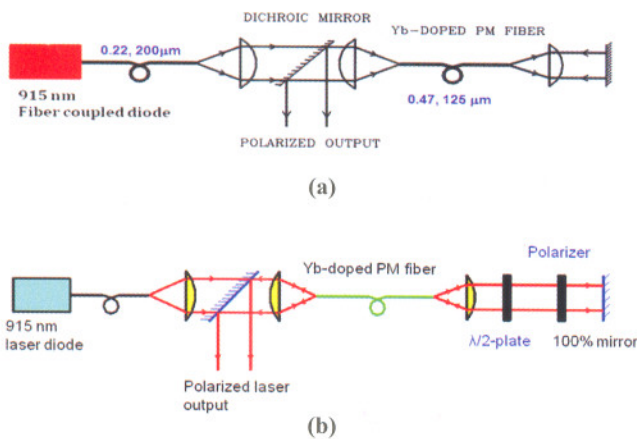 DICHROIC MIRROR
Yb-DOPED PM FIBER
0.22, 200μm
915 nm
Fiber coupled diode
0.47, 125 μm
POLARIZED OUTPUT
(a)
Yb-doped PM fiber
Polarizer
915 nm
laser diode
λ/2-plate
100% mirror
Polarized laser
output
(b)